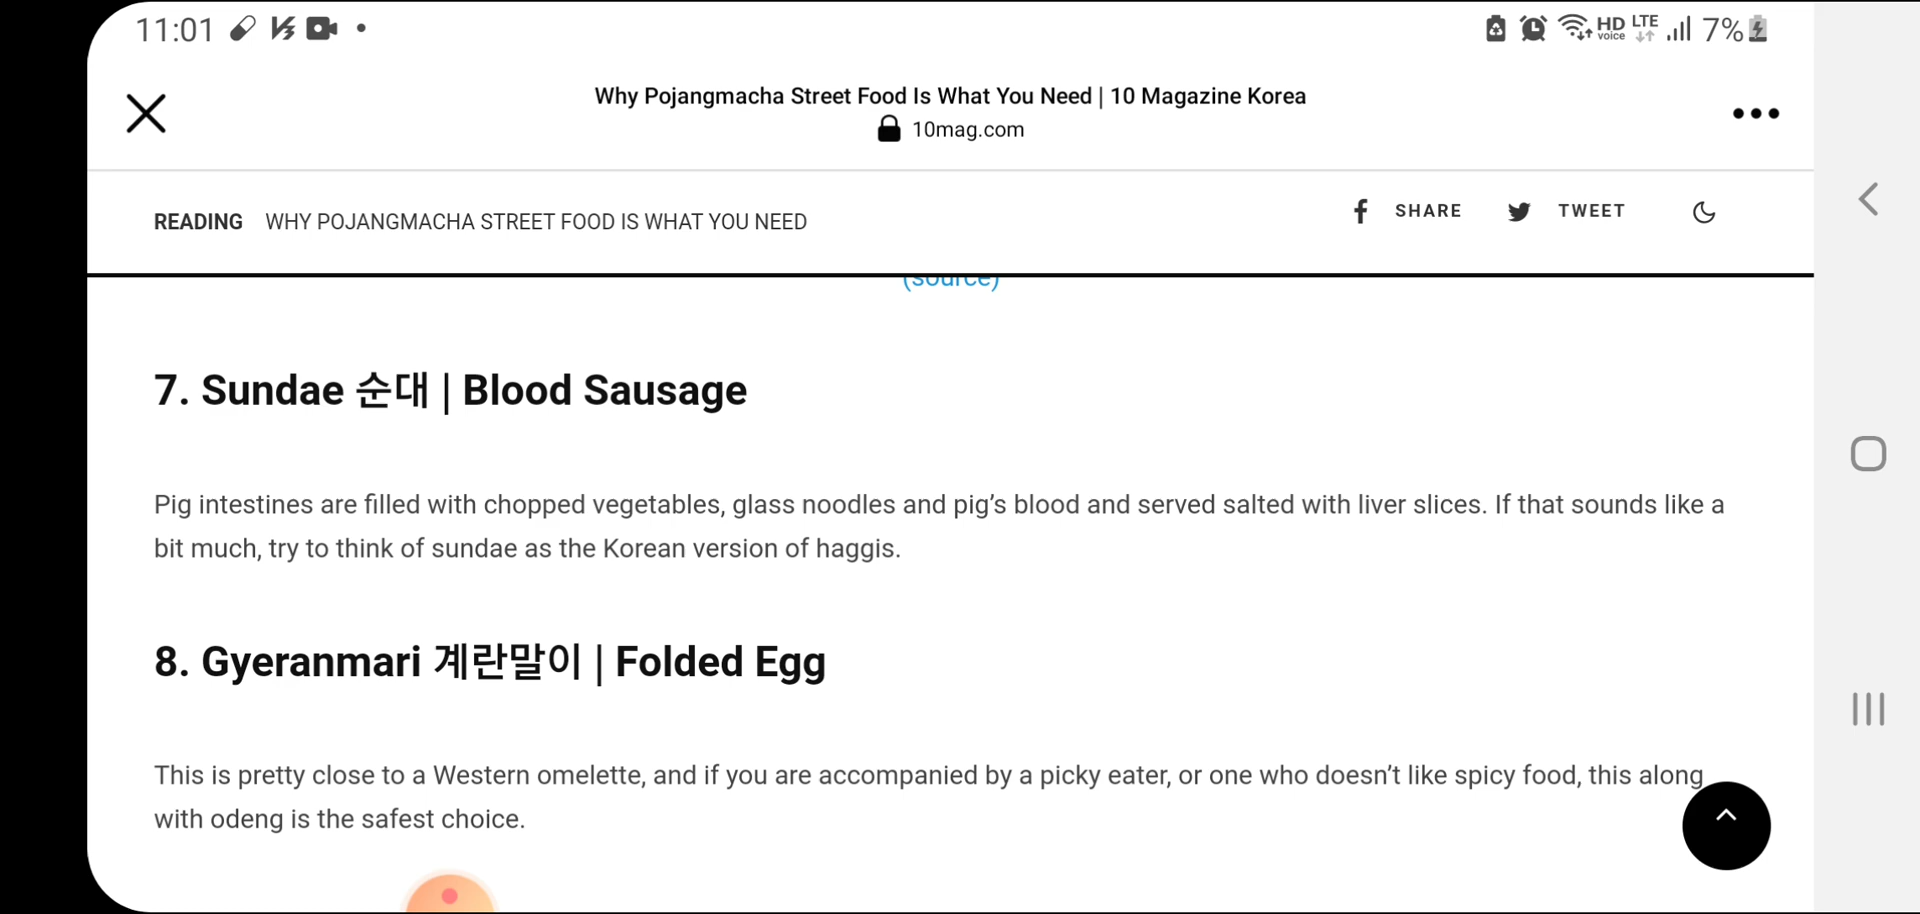 11:01
HD voice LTE 7%
Why Pojangmacha Street Food Is What You Need | 10 Magazine Korea
10mag.com
READING WHY POJANGMACHA STREET FOOD IS WHAT YOU NEED
SHARE TWEET
(source)
7. Sundae 순대 | Blood Sausage
Pig intestines are filled with chopped vegetables, glass noodles and pig’s blood and served salted with liver slices. If that sounds like a
bit much, try to think of sundae as the Korean version of haggis.
8. Gyeranmari 계란말이 | Folded Egg
This is pretty close to a Western omelette, and if you are accompanied by a picky eater, or one who doesn’t like spicy food, this along
with odeng is the safest choice.